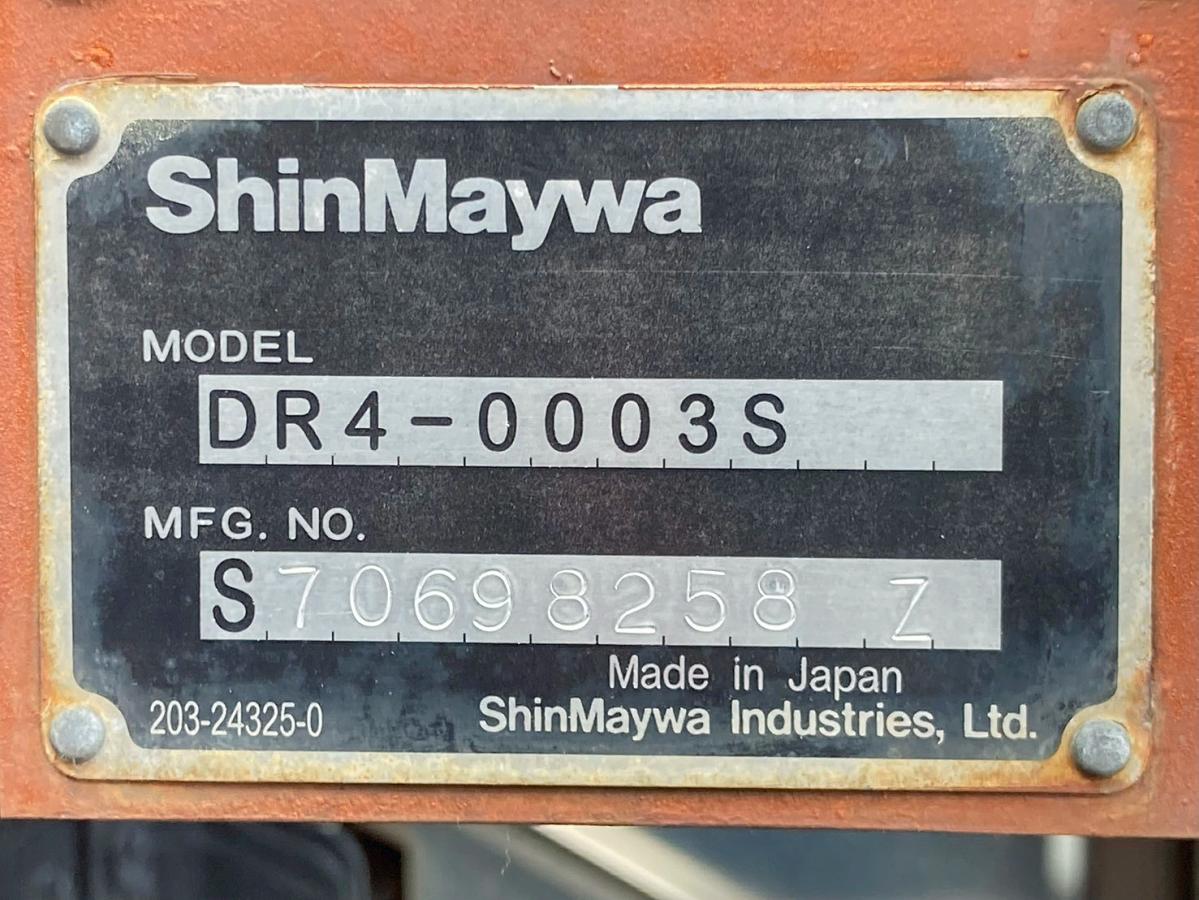 ShinMaywa
MODEL
DR4-0003S
MFG. NO.
S70698258 Z
Made in Japan
203-24325-0 ShinMaywa Industries, Ltd.